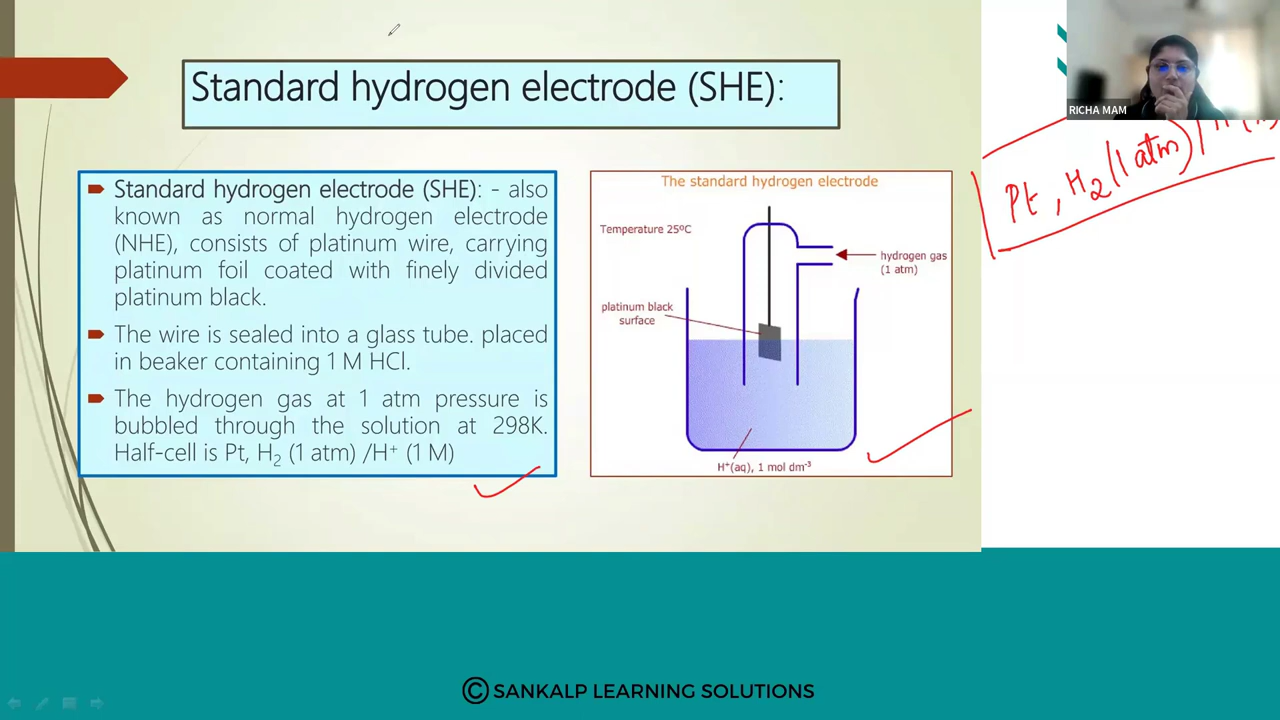 Standard hydrogen electrode (SHE):
Standard hydrogen electrode (SHE): - also
known as normal hydrogen electrode
(NHE), consists of platinum wire, carrying
platinum foil coated with finely divided
platinum black.
The wire is sealed into a glass tube. placed
in beaker containing 1 M HCl.
The hydrogen gas at 1 atm pressure is
bubbled through the solution at 298K.
Half-cell is Pt, H₂ (1 atm) /H⁺ (1 M)
The standard hydrogen electrode
Temperature 25ºC
hydrogen gas
(1 atm)
platinum black
surface
H⁺(aq), 1 mol dm⁻³
RICHA MAM
Pt, H₂ (1 atm) /
© SANKALP LEARNING SOLUTIONS